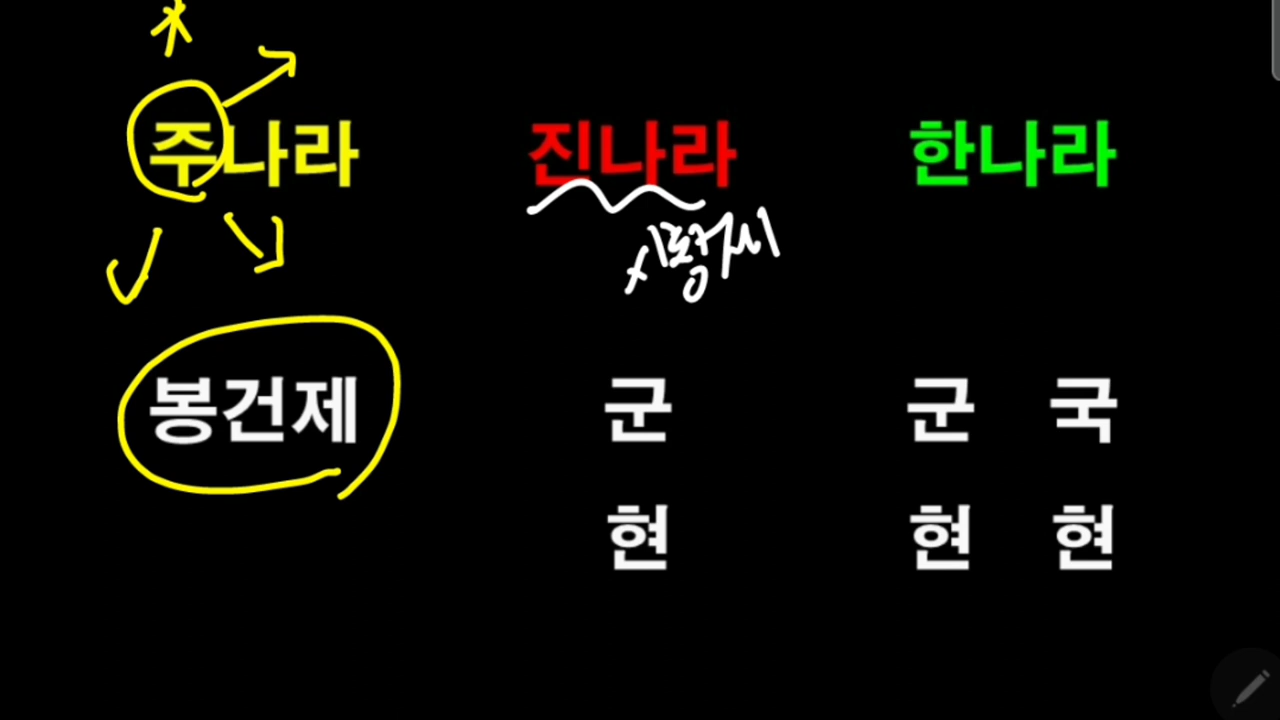 주나라 진나라 한나라
시황제
봉건제 군 군 국
현 현 현